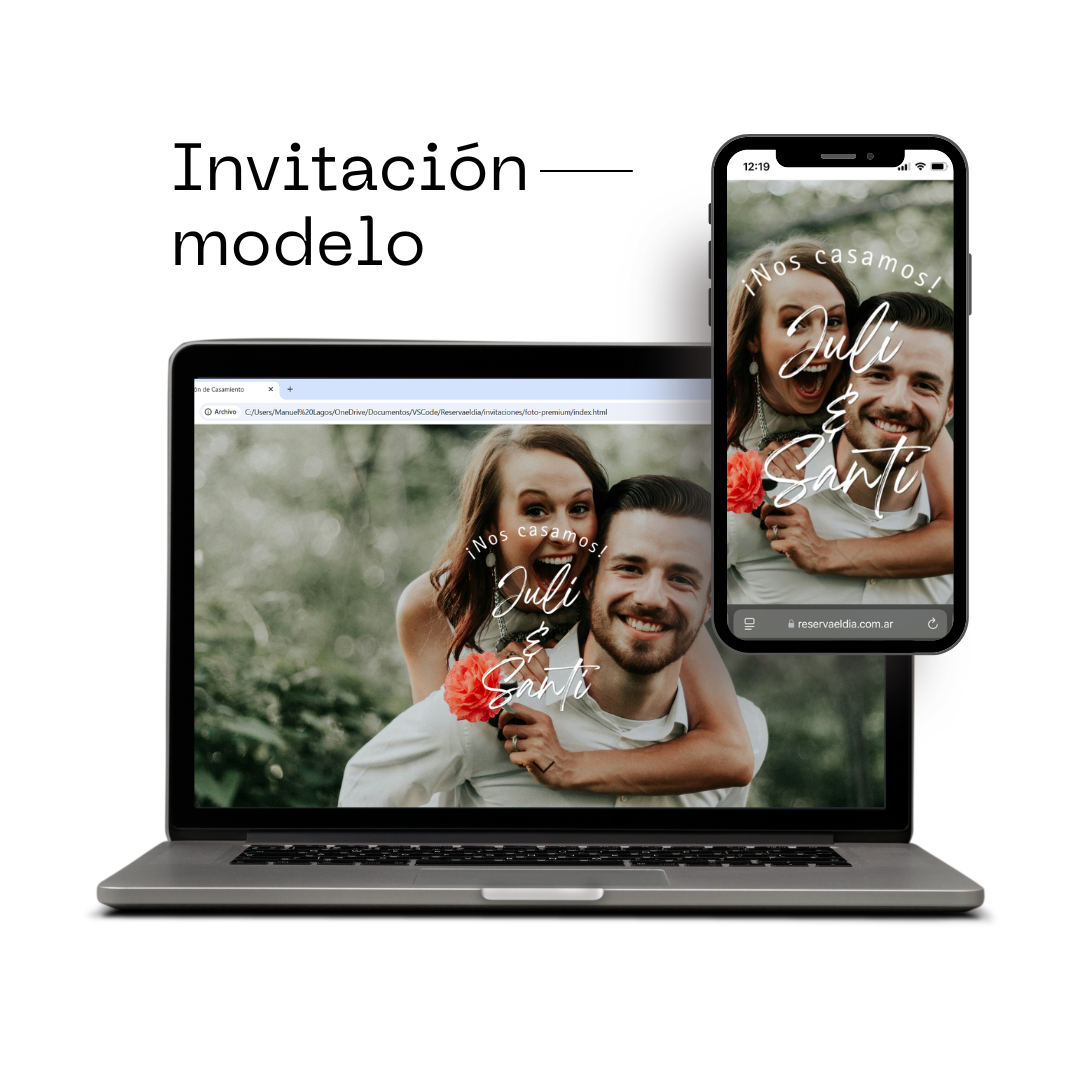 Invitación
modelo
12:19
¡Nos casamos!
Juli
&
Santi
reservaeldia.com.ar
ón de Casamiento
Archivo C:/Users/Manuel%20Lagos/OneDrive/Documentos/VSCode/Reservaeldia/invitaciones/foto-premium/index.html
¡Nos casamos!
Juli
&
Santi